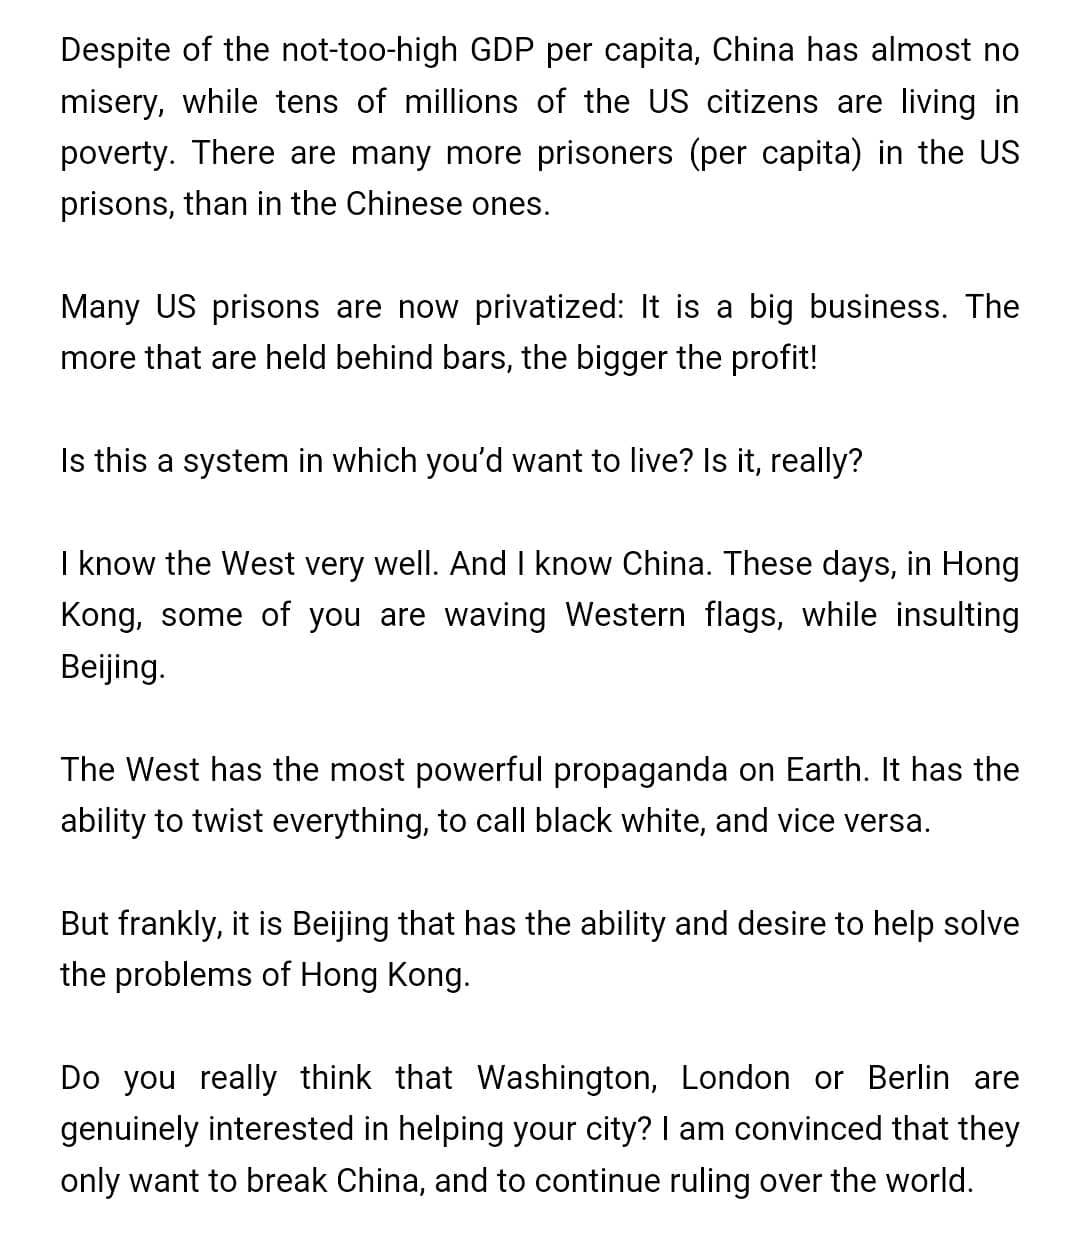 Despite of the not-too-high GDP per capita, China has almost no
misery, while tens of millions of the US citizens are living in
poverty. There are many more prisoners (per capita) in the US
prisons, than in the Chinese ones.
Many US prisons are now privatized: It is a big business. The
more that are held behind bars, the bigger the profit!
Is this a system in which you’d want to live? Is it, really?
I know the West very well. And I know China. These days, in Hong
Kong, some of you are waving Western flags, while insulting
Beijing.
The West has the most powerful propaganda on Earth. It has the
ability to twist everything, to call black white, and vice versa.
But frankly, it is Beijing that has the ability and desire to help solve
the problems of Hong Kong.
Do you really think that Washington, London or Berlin are
genuinely interested in helping your city? I am convinced that they
only want to break China, and to continue ruling over the world.